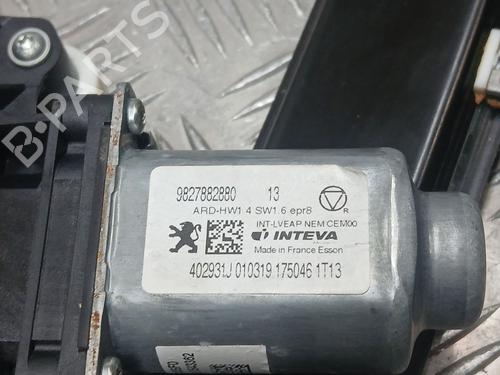 B-PARTS
9827882880 13
ARD-HW1.4 SW1.6 epr8
R
INT-LVEAP NEM CEM00
INTEVA
Made in France Esson
402931J 010319 175046 1T13